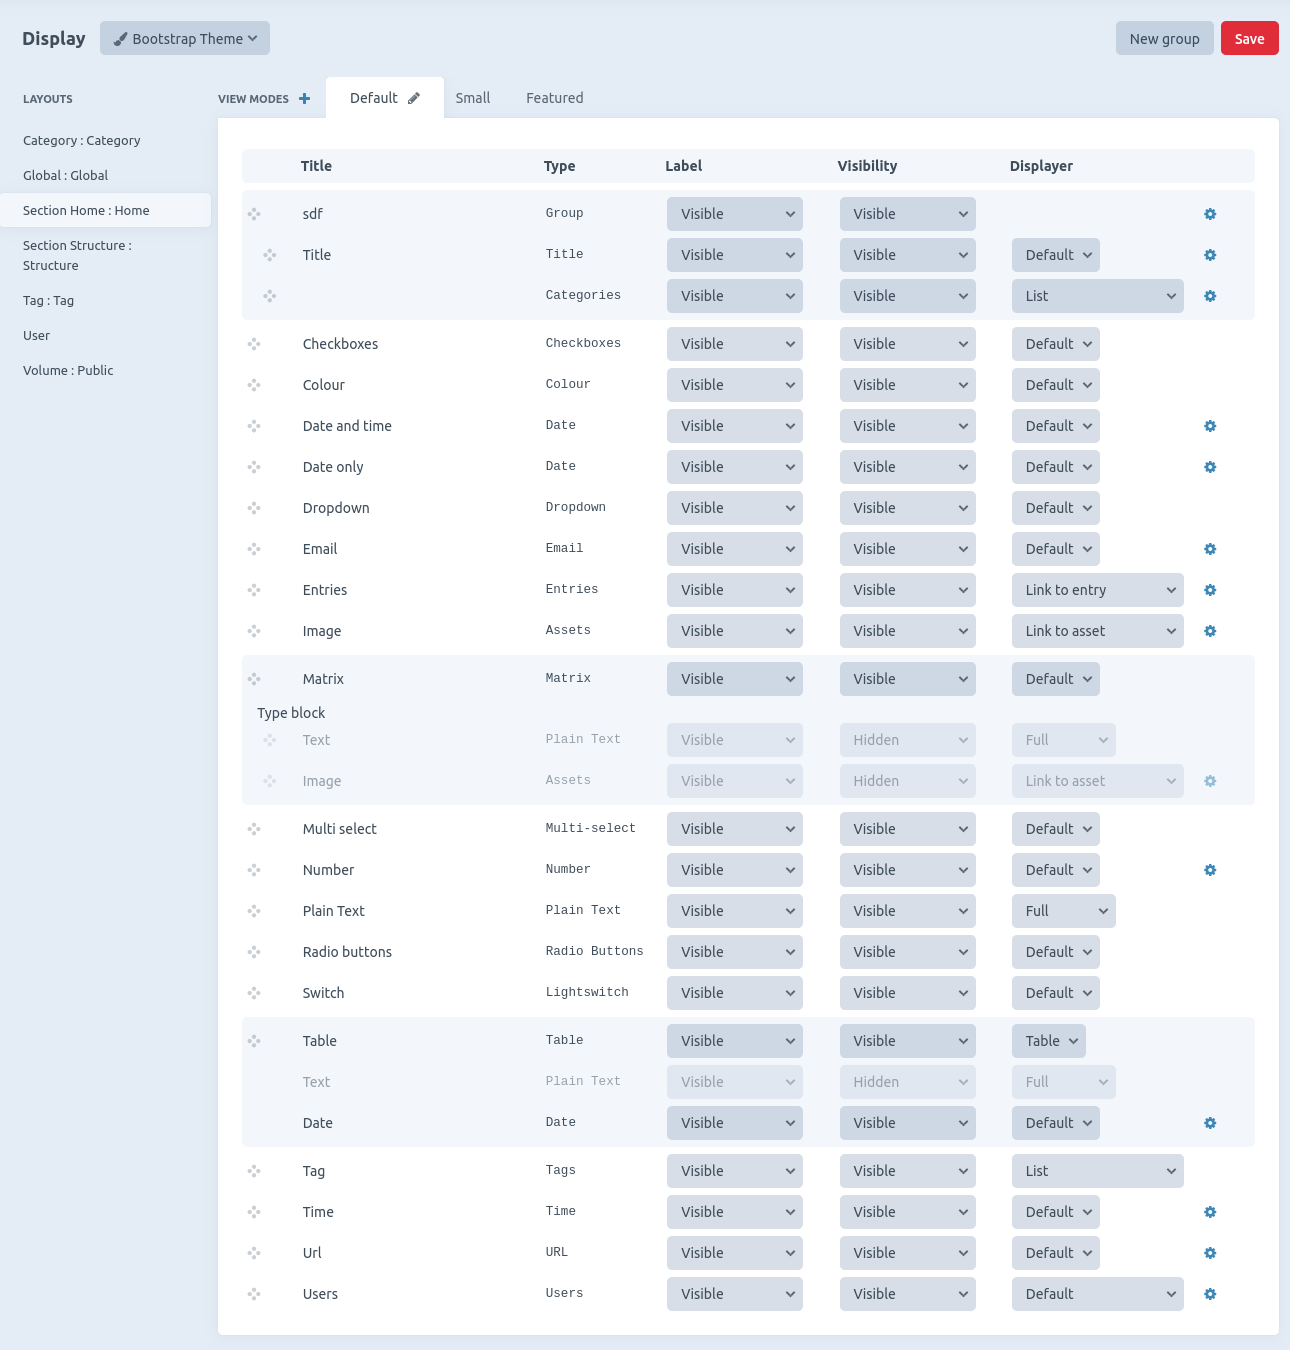 Display Bootstrap Theme New group Save
LAYOUTS VIEW MODES Default Small Featured
Category : Category
Global : Global
Section Home : Home
Section Structure :
Structure
Tag : Tag
User
Volume : Public
Title Type Label Visibility Displayer
sdf Group Visible Visible
Title Title Visible Visible Default
Categories Visible Visible List
Checkboxes Checkboxes Visible Visible Default
Colour Colour Visible Visible Default
Date and time Date Visible Visible Default
Date only Date Visible Visible Default
Dropdown Dropdown Visible Visible Default
Email Email Visible Visible Default
Entries Entries Visible Visible Link to entry
Image Assets Visible Visible Link to asset
Matrix Matrix Visible Visible Default
Type block
Text Plain Text Visible Hidden Full
Image Assets Visible Hidden Link to asset
Multi select Multi-select Visible Visible Default
Number Number Visible Visible Default
Plain Text Plain Text Visible Visible Full
Radio buttons Radio Buttons Visible Visible Default
Switch Lightswitch Visible Visible Default
Table Table Visible Visible Table
Text Plain Text Visible Hidden Full
Date Date Visible Visible Default
Tag Tags Visible Visible List
Time Time Visible Visible Default
Url URL Visible Visible Default
Users Users Visible Visible Default